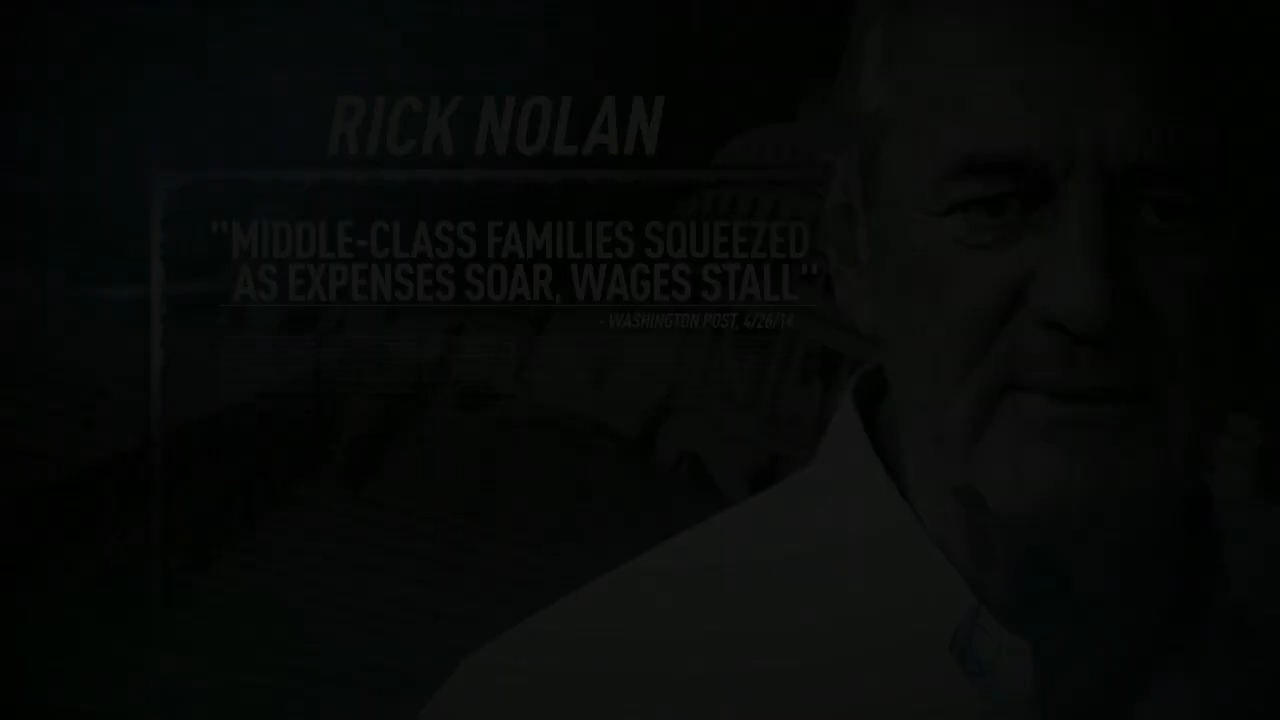 RICK NOLAN
"MIDDLE-CLASS FAMILIES SQUEEZED
AS EXPENSES SOAR, WAGES STALL"
- WASHINGTON POST, 4/26/14